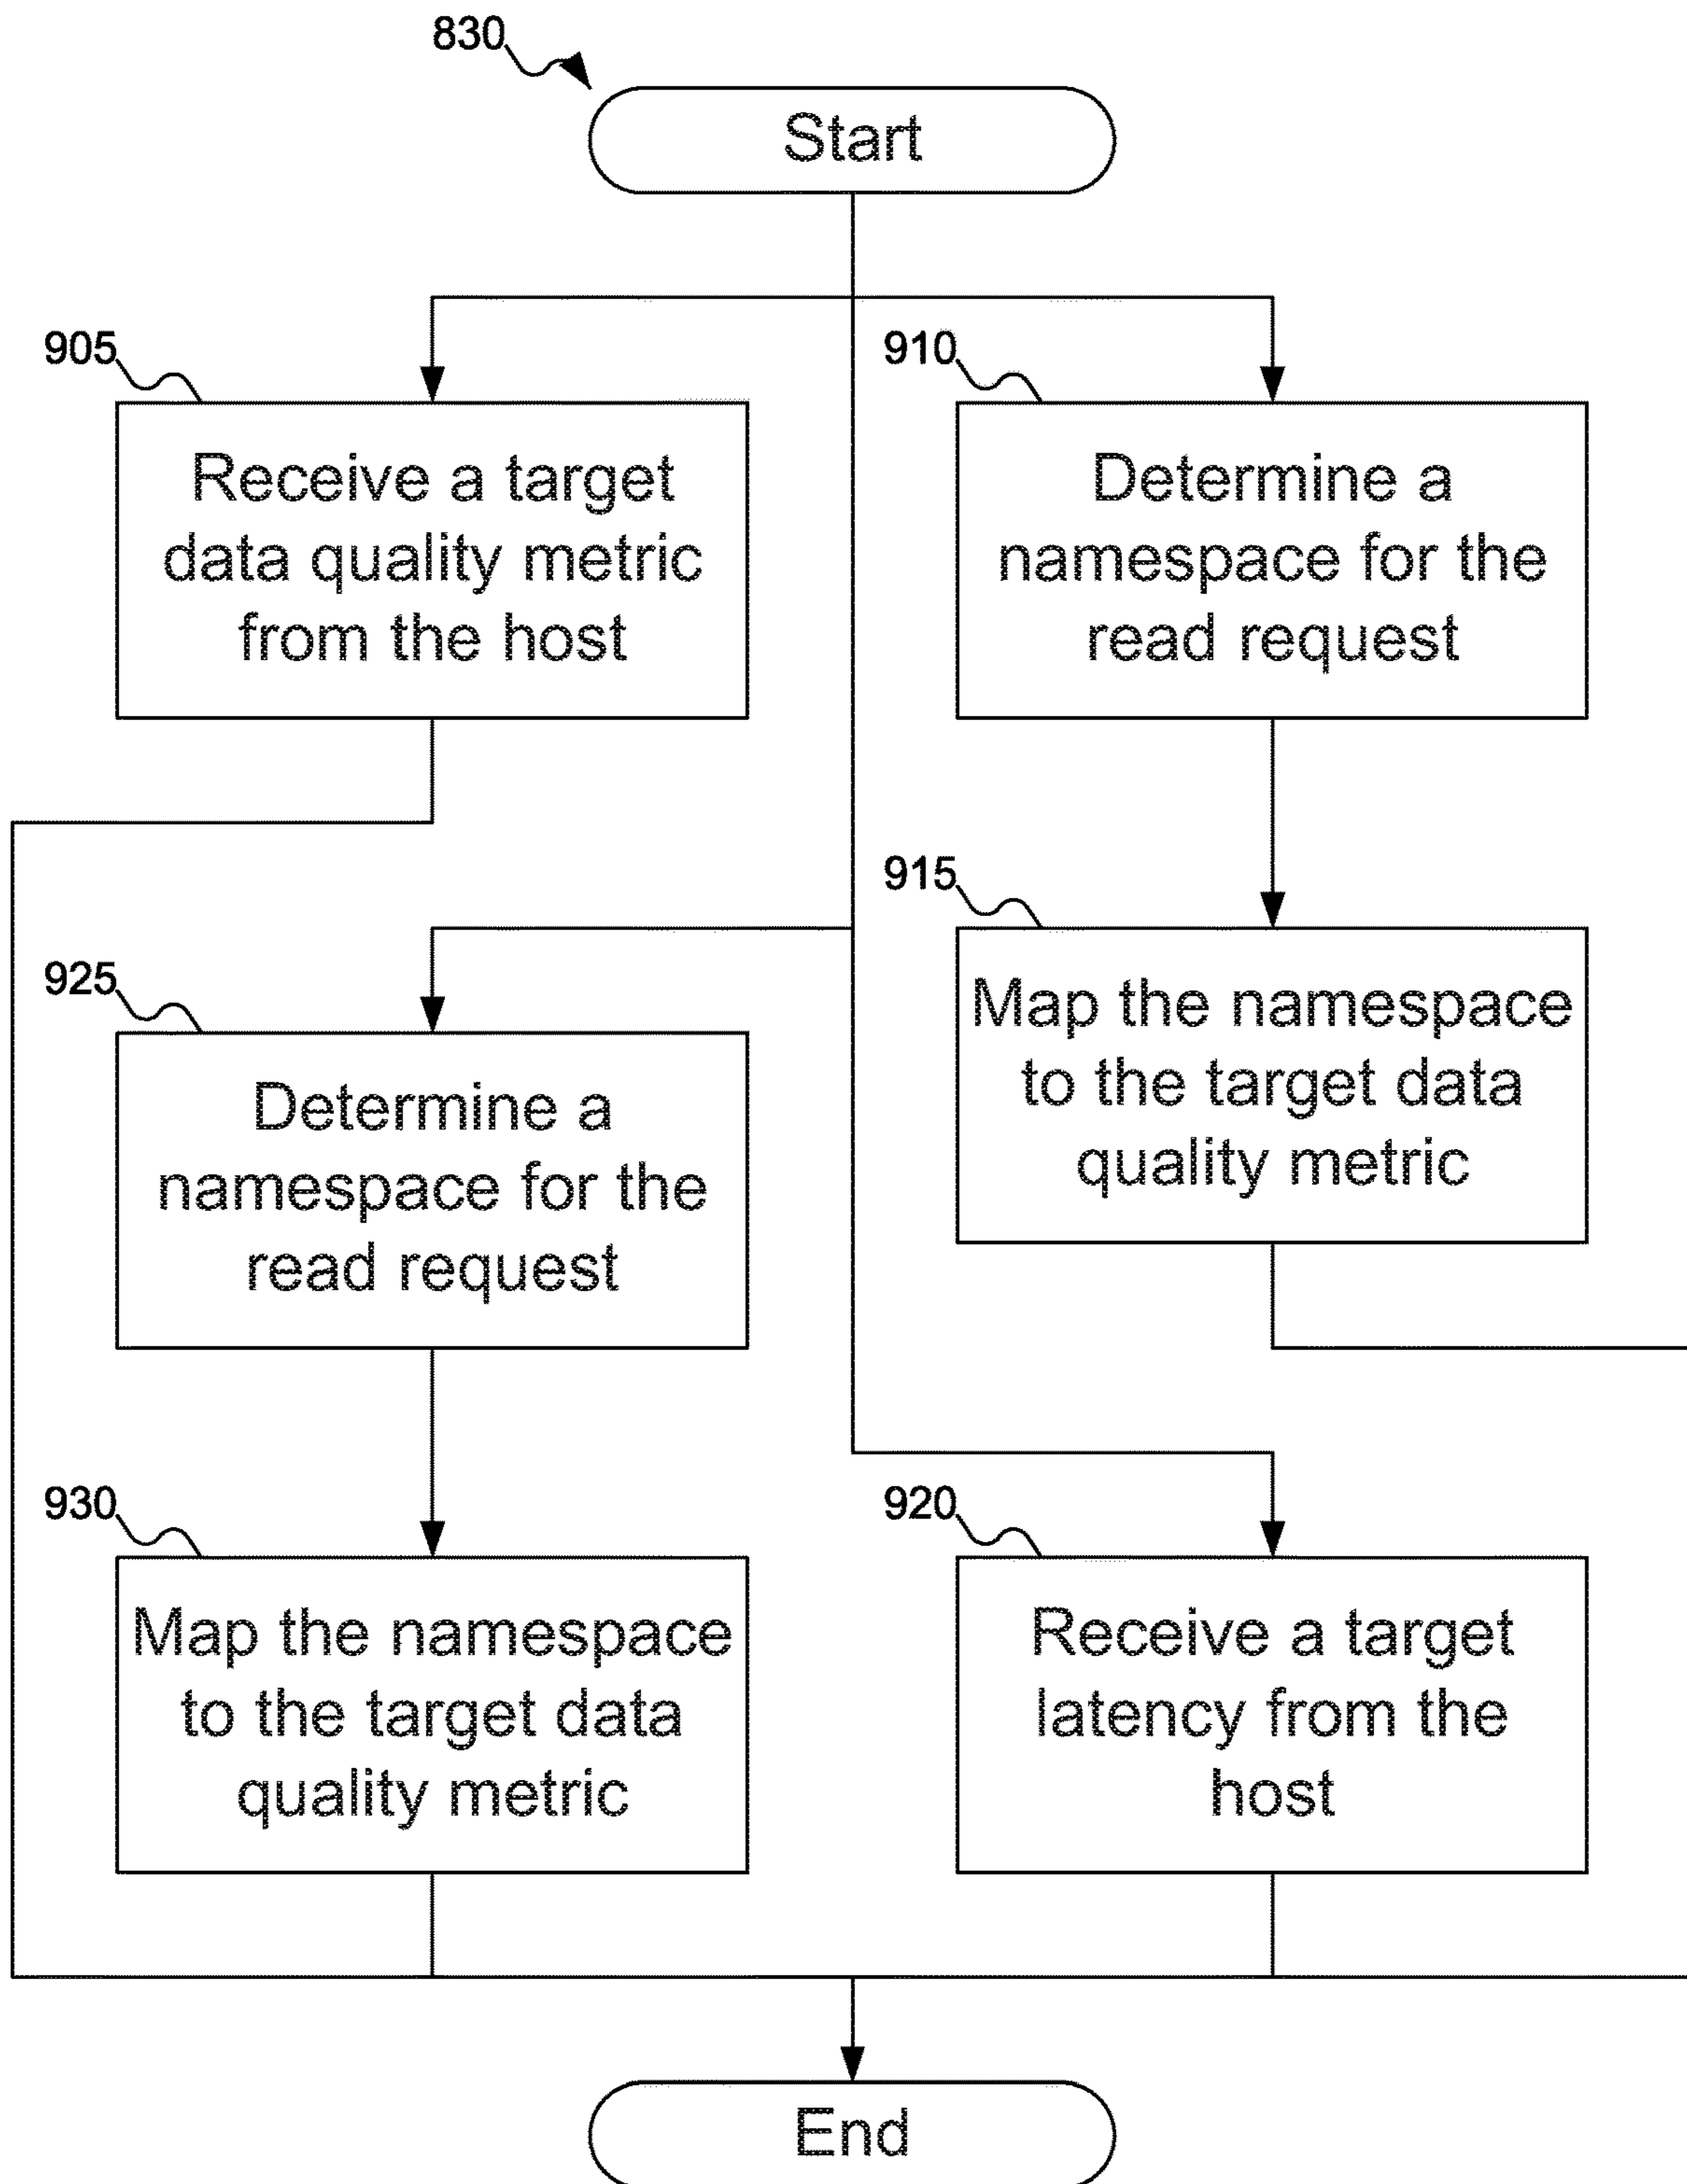 830
Start
905
Receive a target
data quality metric
from the host
910
Determine a
namespace for the
read request
915
Map the namespace
to the target data
quality metric
925
Determine a
namespace for the
read request
930
Map the namespace
to the target data
quality metric
920
Receive a target
latency from the
host
End